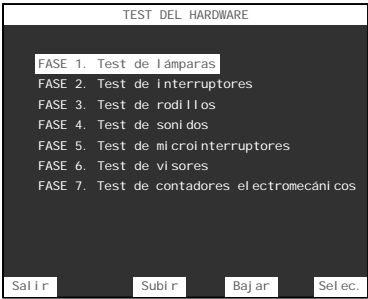 TEST DEL HARDWARE
FASE 1. Test de lámparas
FASE 2. Test de interruptores
FASE 3. Test de rodillos
FASE 4. Test de sonidos
FASE 5. Test de microinterruptores
FASE 6. Test de visores
FASE 7. Test de contadores electromecánicos
Salir Subir Bajar Selec.